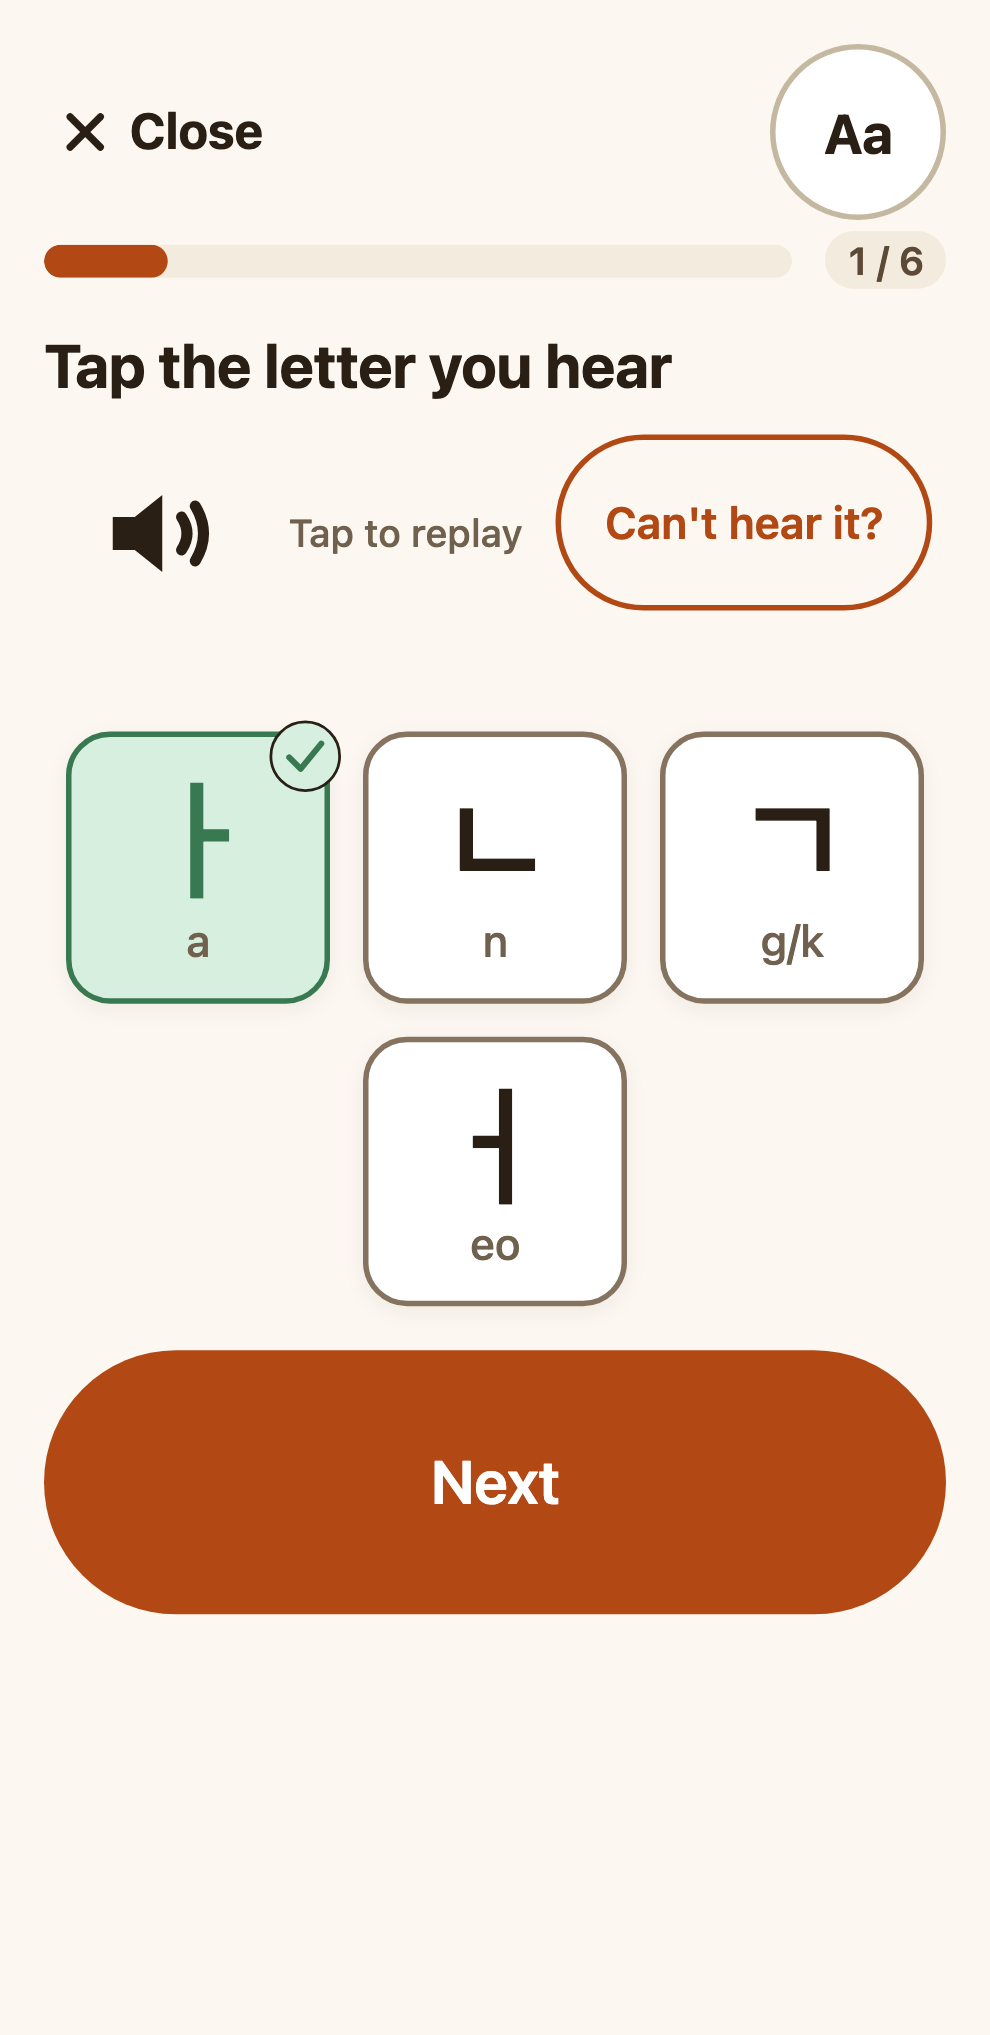 Close
Aa
1 / 6
Tap the letter you hear
Tap to replay
Can't hear it?
ㅏ ㄴ ㄱ
a n g/k
ㅓ
eo
Next